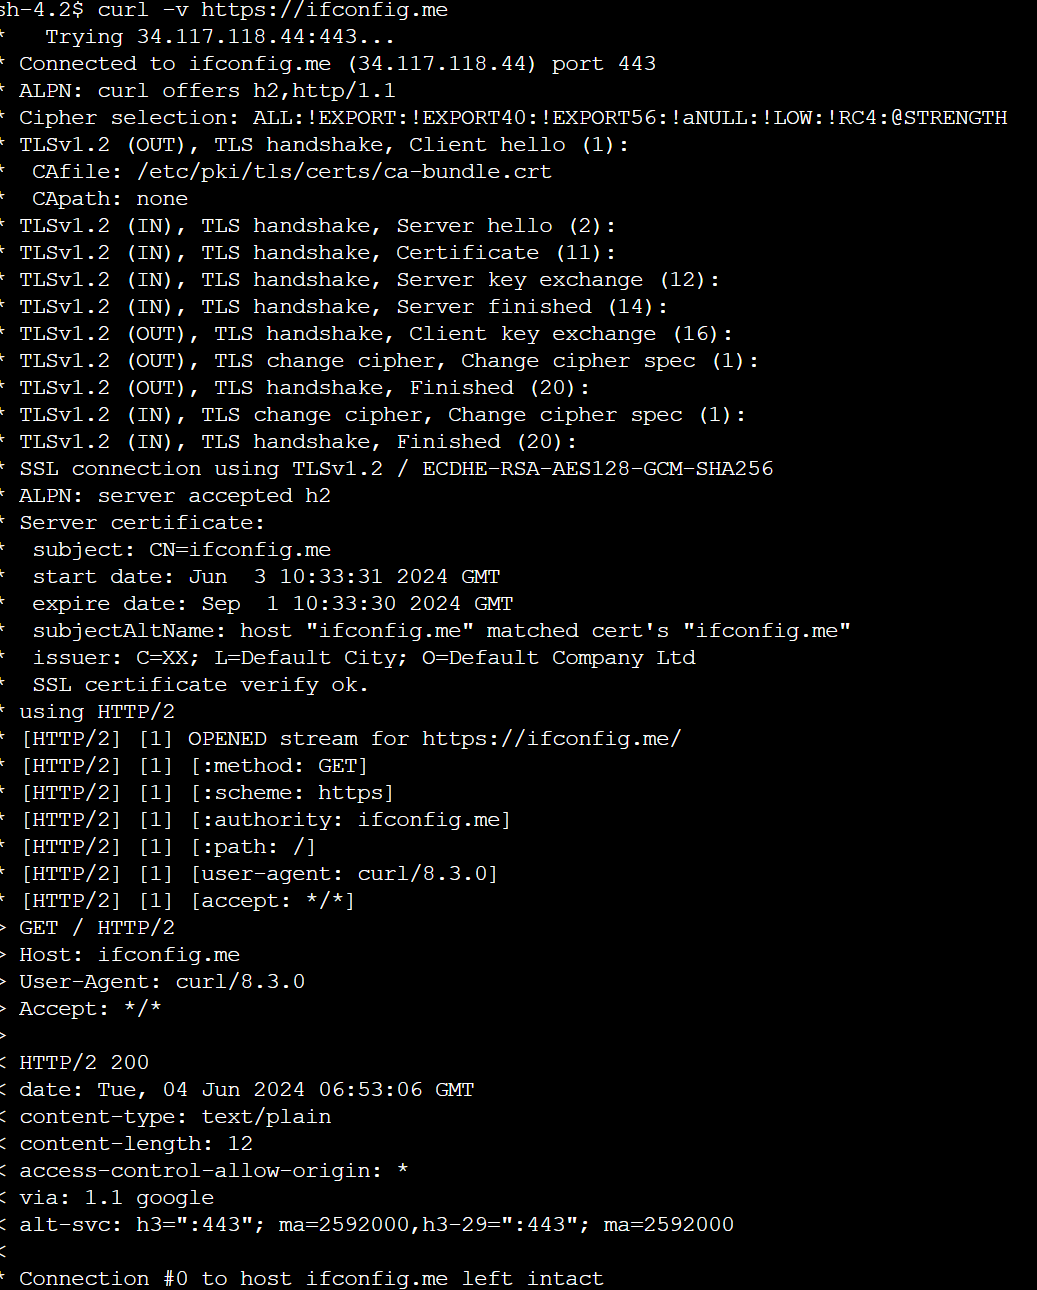 sh-4.2$ curl -v https://ifconfig.me
*   Trying 34.117.118.44:443...
* Connected to ifconfig.me (34.117.118.44) port 443
* ALPN: curl offers h2,http/1.1
* Cipher selection: ALL:!EXPORT:!EXPORT40:!EXPORT56:!aNULL:!LOW:!RC4:@STRENGTH
* TLSv1.2 (OUT), TLS handshake, Client hello (1):
*  CAfile: /etc/pki/tls/certs/ca-bundle.crt
*  CApath: none
* TLSv1.2 (IN), TLS handshake, Server hello (2):
* TLSv1.2 (IN), TLS handshake, Certificate (11):
* TLSv1.2 (IN), TLS handshake, Server key exchange (12):
* TLSv1.2 (IN), TLS handshake, Server finished (14):
* TLSv1.2 (OUT), TLS handshake, Client key exchange (16):
* TLSv1.2 (OUT), TLS change cipher, Change cipher spec (1):
* TLSv1.2 (OUT), TLS handshake, Finished (20):
* TLSv1.2 (IN), TLS change cipher, Change cipher spec (1):
* TLSv1.2 (IN), TLS handshake, Finished (20):
* SSL connection using TLSv1.2 / ECDHE-RSA-AES128-GCM-SHA256
* ALPN: server accepted h2
* Server certificate:
*  subject: CN=ifconfig.me
*  start date: Jun  3 10:33:31 2024 GMT
*  expire date: Sep  1 10:33:30 2024 GMT
*  subjectAltName: host "ifconfig.me" matched cert's "ifconfig.me"
*  issuer: C=XX; L=Default City; O=Default Company Ltd
*  SSL certificate verify ok.
* using HTTP/2
* [HTTP/2] [1] OPENED stream for https://ifconfig.me/
* [HTTP/2] [1] [:method: GET]
* [HTTP/2] [1] [:scheme: https]
* [HTTP/2] [1] [:authority: ifconfig.me]
* [HTTP/2] [1] [:path: /]
* [HTTP/2] [1] [user-agent: curl/8.3.0]
* [HTTP/2] [1] [accept: */*]
> GET / HTTP/2
> Host: ifconfig.me
> User-Agent: curl/8.3.0
> Accept: */*
>
< HTTP/2 200
< date: Tue, 04 Jun 2024 06:53:06 GMT
< content-type: text/plain
< content-length: 12
< access-control-allow-origin: *
< via: 1.1 google
< alt-svc: h3=":443"; ma=2592000,h3-29=":443"; ma=2592000
<
* Connection #0 to host ifconfig.me left intact